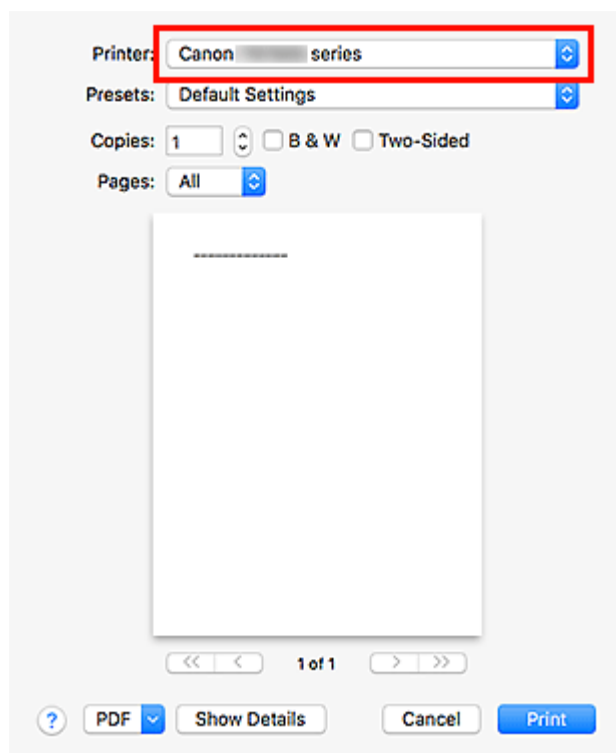 Printer: Canon series
Presets: Default Settings
Copies: 1 B & W Two-Sided
Pages: All
-------------
<< < 1 of 1 > >>
? PDF Show Details Cancel Print